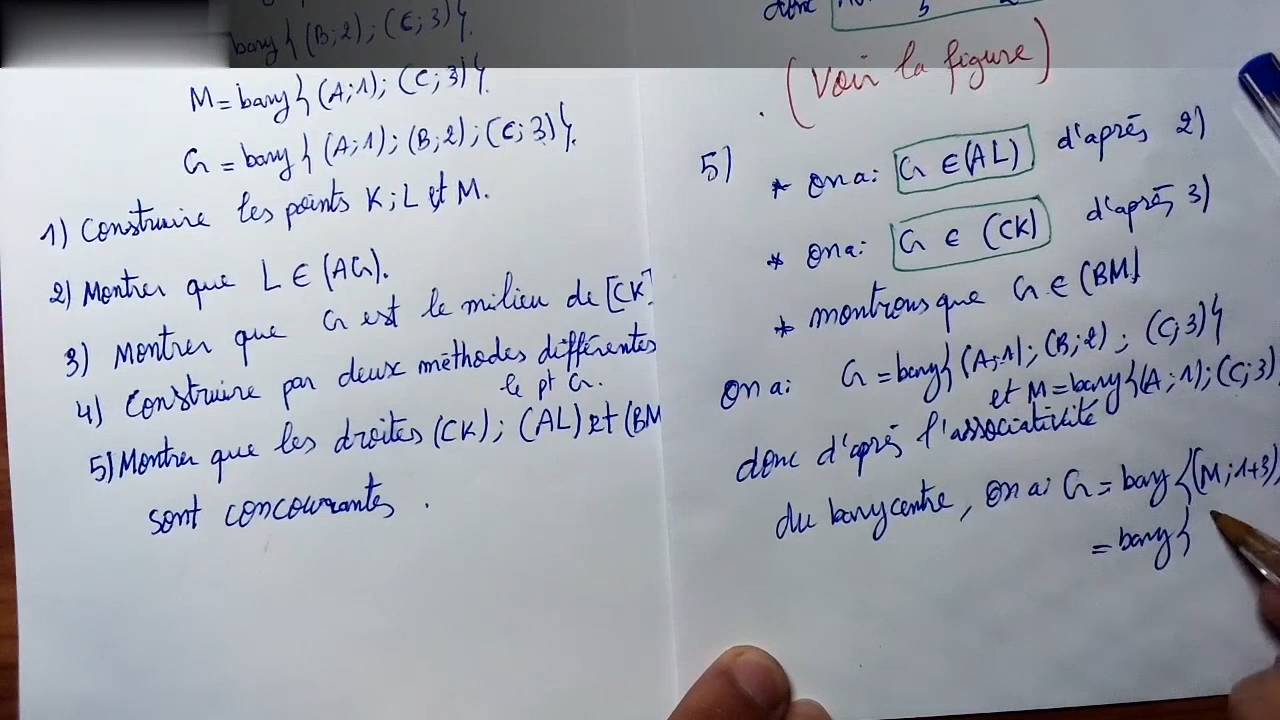 bary{(B;2);(C;3)}.
M=bary{(A;1);(C;3)}.
G=bary{(A;1);(B;2);(C;3)}.
1) Construire les points K;L et M.
2) Montrer que L∈(AG).
3) Montrer que G est le milieu de [CK]
4) Construire par deux méthodes différentes
le pt G.
5) Montrer que les droites (CK); (AL) et (BM
sont concourantes.
donc
. (Voir la figure)
5) * on a: G ∈(AL) d'après 2)
* on a: G ∈ (CK) d'après 3)
* montrons que G ∈ (BM)
on a: G=bary{(A;1);(B;2);(C;3)}
et M=bary{(A;1);(C;3)
donc d'après l'associativité
du barycentre, on a: G=bary{(M;1+3)
=bary{